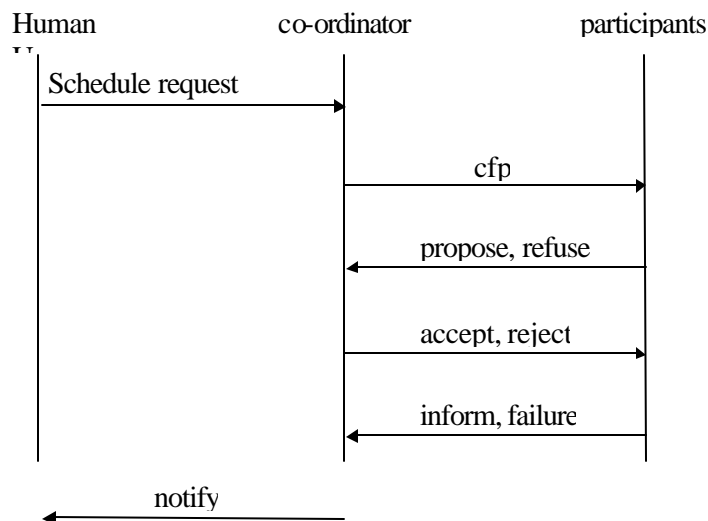 Human co-ordinator participants
Schedule request
cfp
propose, refuse
accept, reject
inform, failure
notify